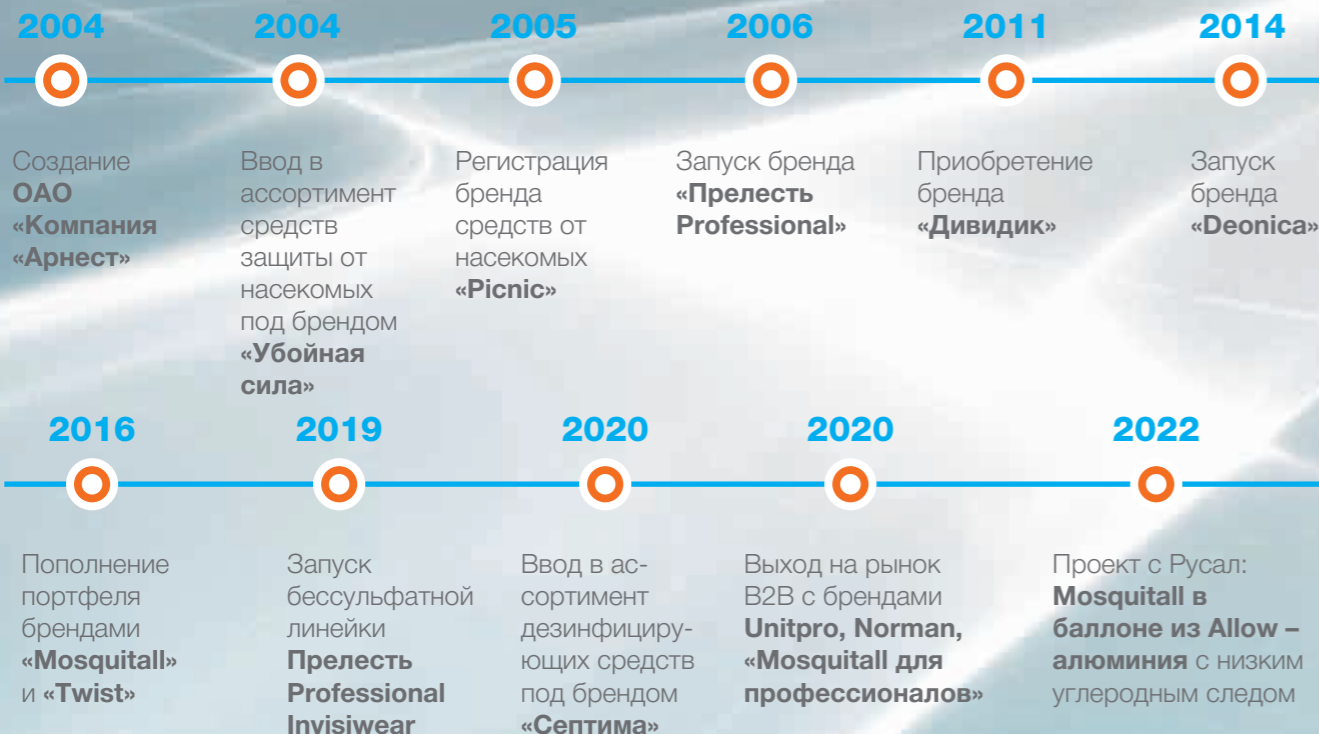 2004
Создание
ОАО
«Компания
«Арнест»
2004
Ввод в
ассортимент
средств
защиты от
насекомых
под брендом
«Убойная
сила»
2005
Регистрация
бренда
средств от
насекомых
«Picnic»
2006
Запуск бренда
«Прелесть
Professional»
2011
Приобретение
бренда
«Дивидик»
2014
Запуск
бренда
«Deonica»
2016
Пополнение
портфеля
брендами
«Mosquitall»
и «Twist»
2019
Запуск
бессульфатной
линейки
Прелесть
Professional
Invisiwear
2020
Ввод в ас-
сортимент
дезинфициру-
ющих средств
под брендом
«Септима»
2020
Выход на рынок
B2B с брендами
Unitpro, Norman,
«Mosquitall для
профессионалов»
2022
Проект с Русал:
Mosquitall в
баллоне из Allow –
алюминия с низким
углеродным следом